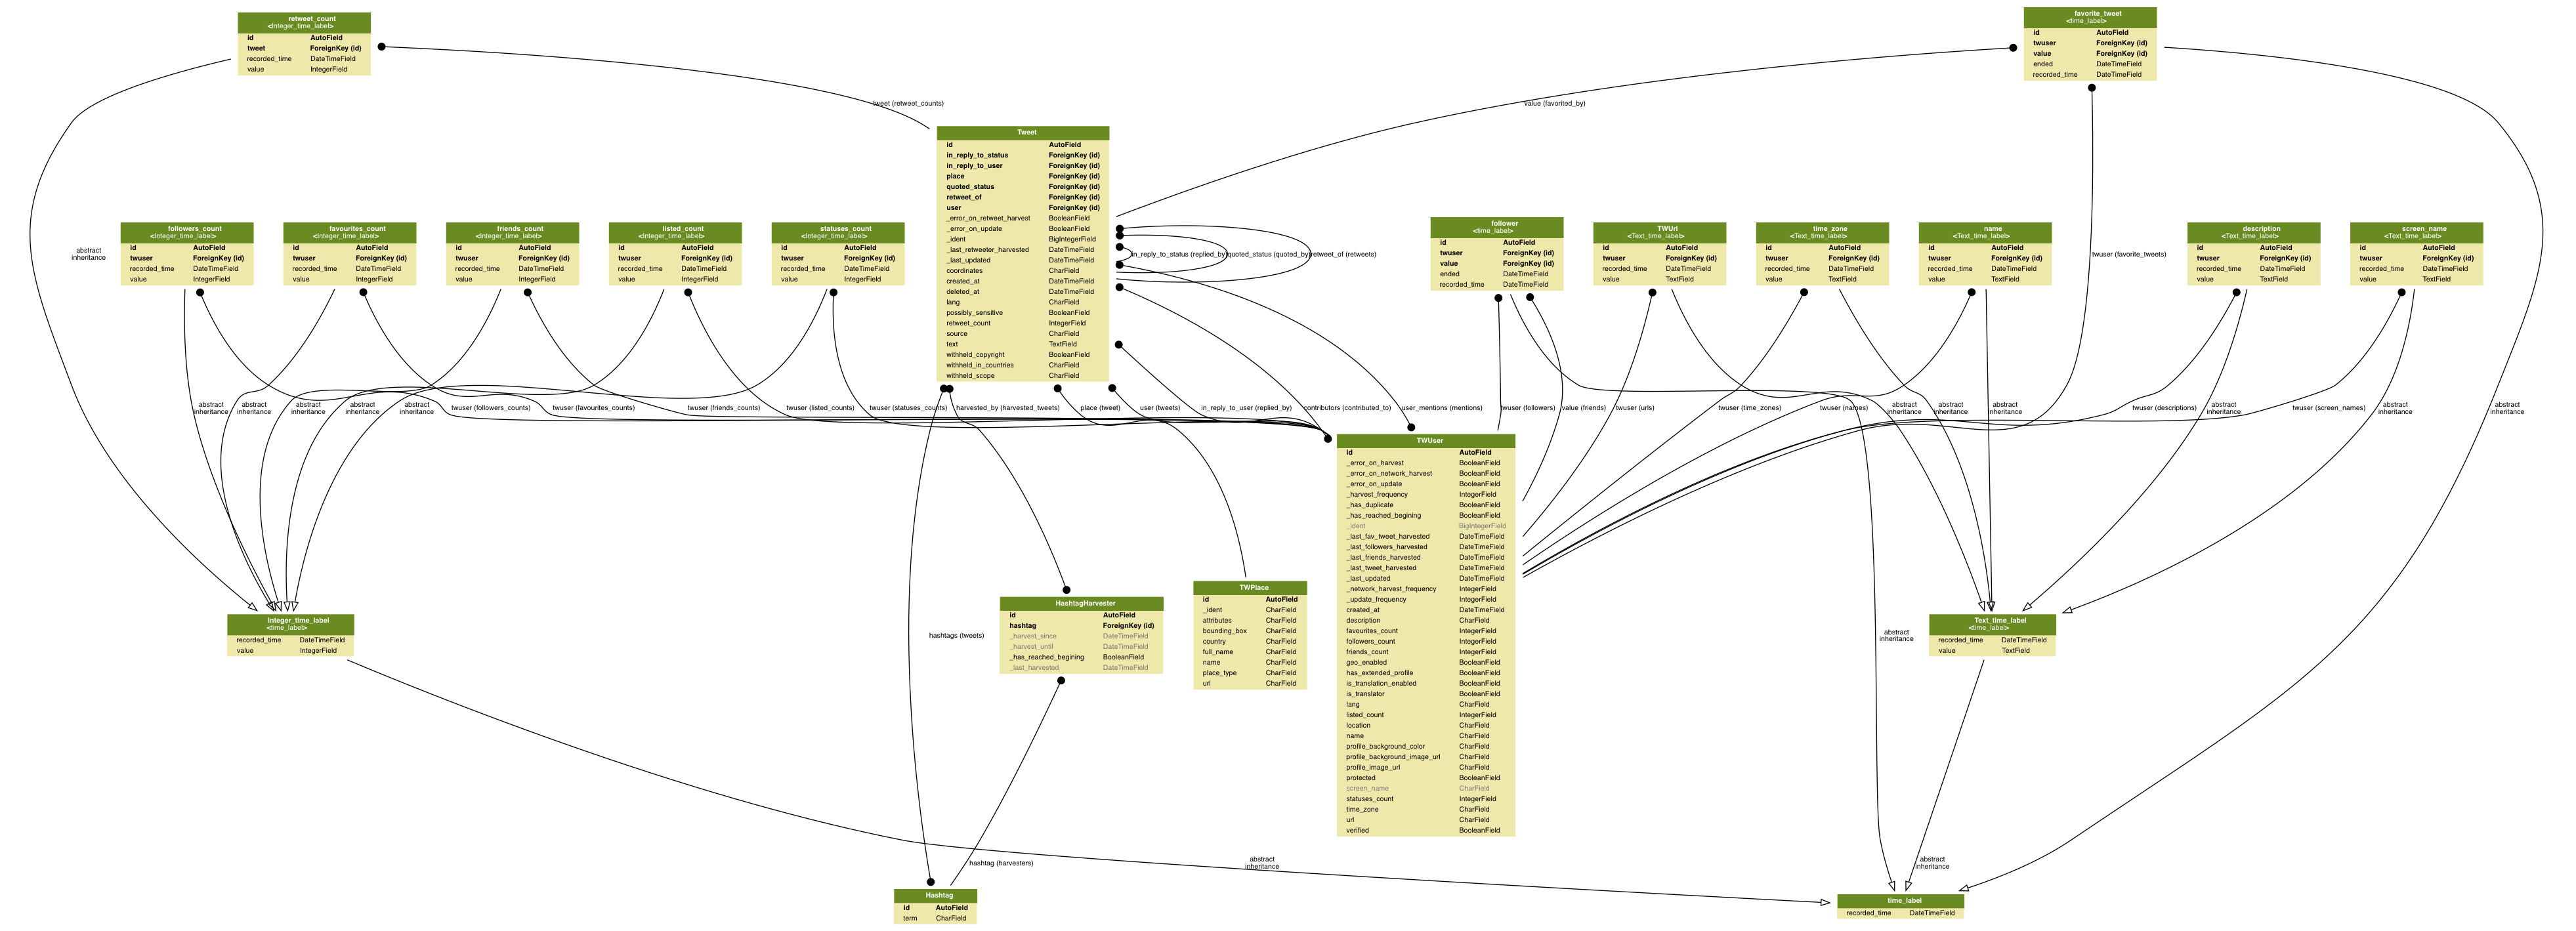 retweet_count
<Integer_time_label>
id AutoField
tweet ForeignKey (id)
recorded_time DateTimeField
value IntegerField
favorite_tweet
<time_label>
id AutoField
twuser ForeignKey (id)
value ForeignKey (id)
ended DateTimeField
recorded_time DateTimeField
tweet (retweet_counts)
value (favorited_by)
Tweet
id AutoField
in_reply_to_status ForeignKey (id)
in_reply_to_user ForeignKey (id)
place ForeignKey (id)
quoted_status ForeignKey (id)
retweet_of ForeignKey (id)
user ForeignKey (id)
_error_on_retweet_harvest BooleanField
_error_on_update BooleanField
_ident BigIntegerField
_last_retweeter_harvested DateTimeField
_last_updated DateTimeField
coordinates CharField
created_at DateTimeField
deleted_at DateTimeField
lang CharField
possibly_sensitive BooleanField
retweet_count IntegerField
source CharField
text TextField
withheld_copyright BooleanField
withheld_in_countries CharField
withheld_scope CharField
abstract
inheritance
followers_count
<Integer_time_label>
id AutoField
twuser ForeignKey (id)
recorded_time DateTimeField
value IntegerField
favourites_count
<Integer_time_label>
id AutoField
twuser ForeignKey (id)
recorded_time DateTimeField
value IntegerField
friends_count
<Integer_time_label>
id AutoField
twuser ForeignKey (id)
recorded_time DateTimeField
value IntegerField
listed_count
<Integer_time_label>
id AutoField
twuser ForeignKey (id)
recorded_time DateTimeField
value IntegerField
statuses_count
<Integer_time_label>
id AutoField
twuser ForeignKey (id)
recorded_time DateTimeField
value IntegerField
in_reply_to_status (replied_by)
quoted_status (quoted_by)
retweet_of (retweets)
follower
<time_label>
id AutoField
twuser ForeignKey (id)
value ForeignKey (id)
ended DateTimeField
recorded_time DateTimeField
TWUrl
<Text_time_label>
id AutoField
twuser ForeignKey (id)
recorded_time DateTimeField
value TextField
time_zone
<Text_time_label>
id AutoField
twuser ForeignKey (id)
recorded_time DateTimeField
value TextField
name
<Text_time_label>
id AutoField
twuser ForeignKey (id)
recorded_time DateTimeField
value TextField
twuser (favorite_tweets)
description
<Text_time_label>
id AutoField
twuser ForeignKey (id)
recorded_time DateTimeField
value TextField
screen_name
<Text_time_label>
id AutoField
twuser ForeignKey (id)
recorded_time DateTimeField
value TextField
abstract
inheritance
abstract
inheritance
abstract
inheritance
abstract
inheritance
abstract
inheritance
twuser (followers_counts)
twuser (favourites_counts)
twuser (friends_counts)
twuser (listed_counts)
twuser (statuses_counts)
harvested_by (harvested_tweets)
place (tweet)
user (tweets)
in_reply_to_user (replied_by)
contributors (contributed_to)
user_mentions (mentions)
twuser (followers)
value (friends)
twuser (urls)
twuser (time_zones)
twuser (names)
abstract
inheritance
abstract
inheritance
abstract
inheritance
twuser (descriptions)
abstract
inheritance
twuser (screen_names)
abstract
inheritance
abstract
inheritance
TWUser
id AutoField
_error_on_harvest BooleanField
_error_on_network_harvest BooleanField
_error_on_update BooleanField
_harvest_frequency IntegerField
_has_duplicate BooleanField
_has_reached_begining BooleanField
_ident BigIntegerField
_last_fav_tweet_harvested DateTimeField
_last_followers_harvested DateTimeField
_last_friends_harvested DateTimeField
_last_tweet_harvested DateTimeField
_last_updated DateTimeField
_network_harvest_frequency IntegerField
_update_frequency IntegerField
created_at DateTimeField
description CharField
favourites_count IntegerField
followers_count IntegerField
friends_count IntegerField
geo_enabled BooleanField
has_extended_profile BooleanField
is_translation_enabled BooleanField
is_translator BooleanField
lang CharField
listed_count IntegerField
location CharField
name CharField
profile_background_color CharField
profile_background_image_url CharField
profile_image_url CharField
protected BooleanField
screen_name CharField
statuses_count IntegerField
time_zone CharField
url CharField
verified BooleanField
TWPlace
id AutoField
_ident CharField
attributes CharField
bounding_box CharField
country CharField
full_name CharField
name CharField
place_type CharField
url CharField
HashtagHarvester
id AutoField
hashtag ForeignKey (id)
_harvest_since DateTimeField
_harvest_until DateTimeField
_has_reached_begining BooleanField
_last_harvested DateTimeField
Integer_time_label
<time_label>
recorded_time DateTimeField
value IntegerField
hashtags (tweets)
abstract
inheritance
Text_time_label
<time_label>
recorded_time DateTimeField
value TextField
hashtag (harvesters)
abstract
inheritance
abstract
inheritance
Hashtag
id AutoField
term CharField
time_label
recorded_time DateTimeField